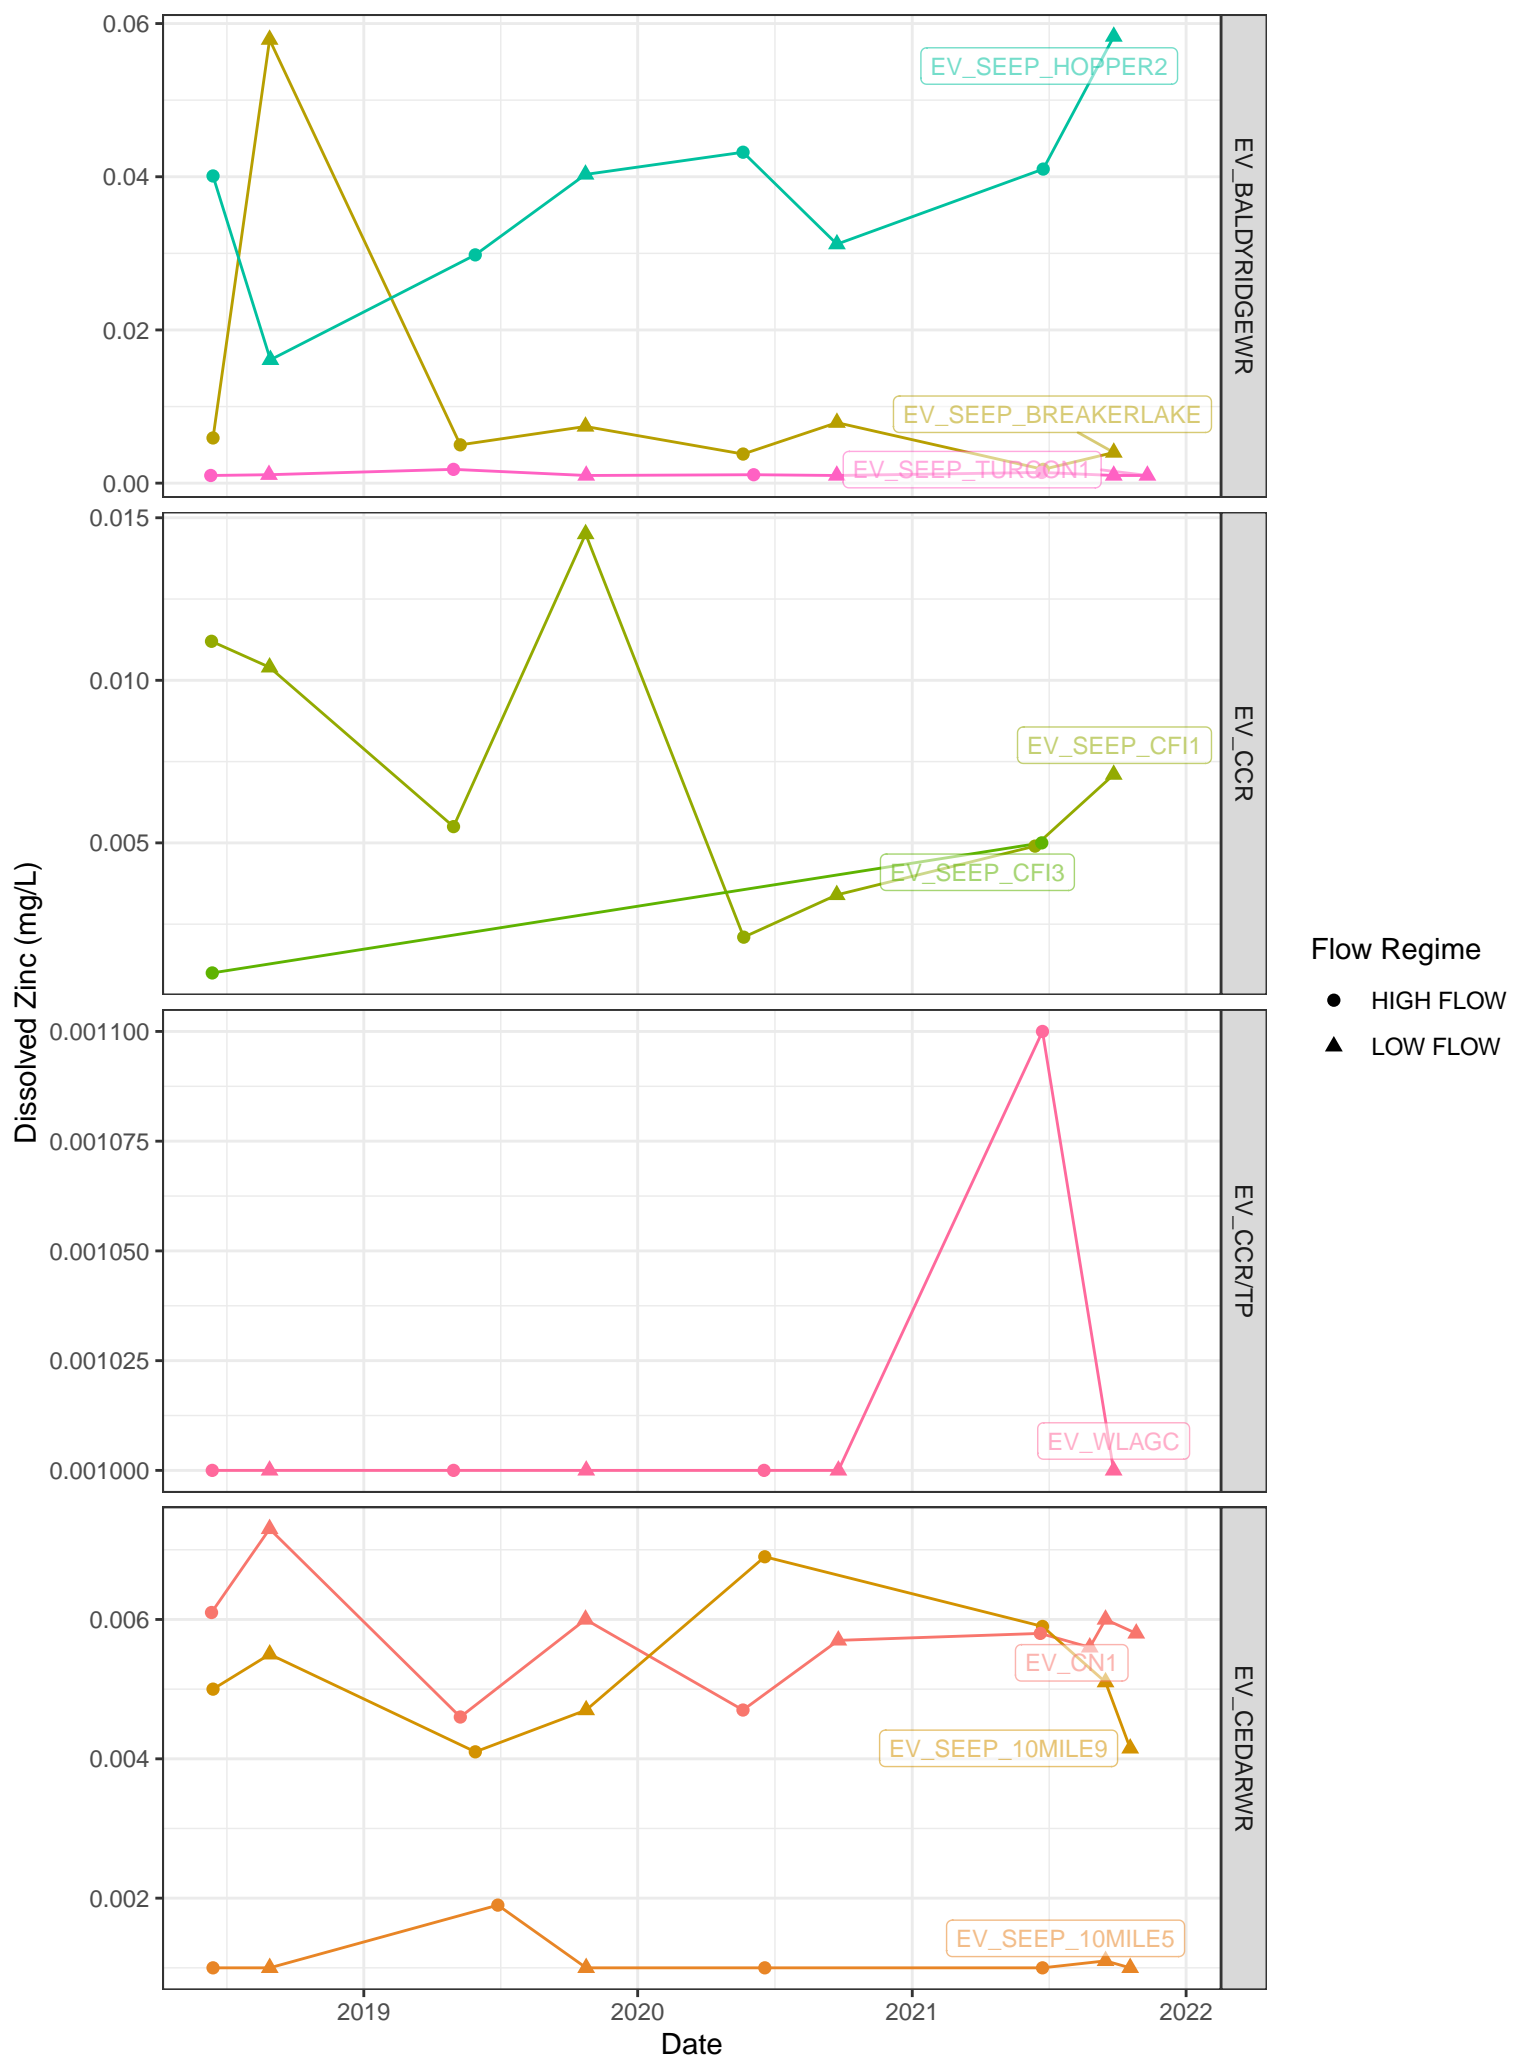 0.06
0.04
0.02
0.00
EV_SEEP_HOPPER2
EV_SEEP_BREAKERLAKE
EV_SEEP_TURCON1
EV_BALDYRIDGEWR
0.015
0.010
0.005
EV_SEEP_CFI1
EV_SEEP_CFI3
EV_CCR
Dissolved Zinc (mg/L)
0.001100
0.001075
0.001050
0.001025
0.001000
EV_WLAGC
EV_CCR/TP
0.006
0.004
0.002
EV_CN1
EV_SEEP_10MILE9
EV_SEEP_10MILE5
EV_CEDARWR
2019
2020
2021
2022
Date
Flow Regime
HIGH FLOW
LOW FLOW